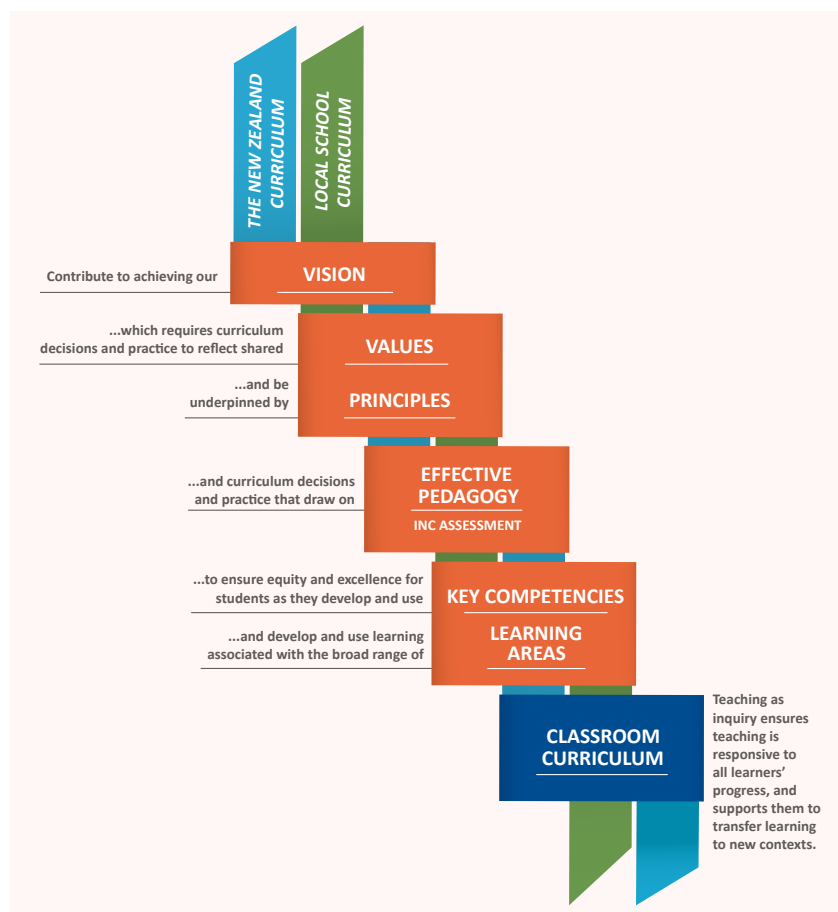 THE NEW ZEALAND
CURRICULUM
LOCAL SCHOOL
CURRICULUM
Contribute to achieving our
VISION
...which requires curriculum
decisions and practice to reflect shared
VALUES
...and be
underpinned by
PRINCIPLES
...and curriculum decisions
and practice that draw on
EFFECTIVE
PEDAGOGY
INC ASSESSMENT
...to ensure equity and excellence for
students as they develop and use
KEY COMPETENCIES
...and develop and use learning
associated with the broad range of
LEARNING
AREAS
CLASSROOM
CURRICULUM
Teaching as
inquiry ensures
teaching is
responsive to
all learners’
progress, and
supports them to
transfer learning
to new contexts.